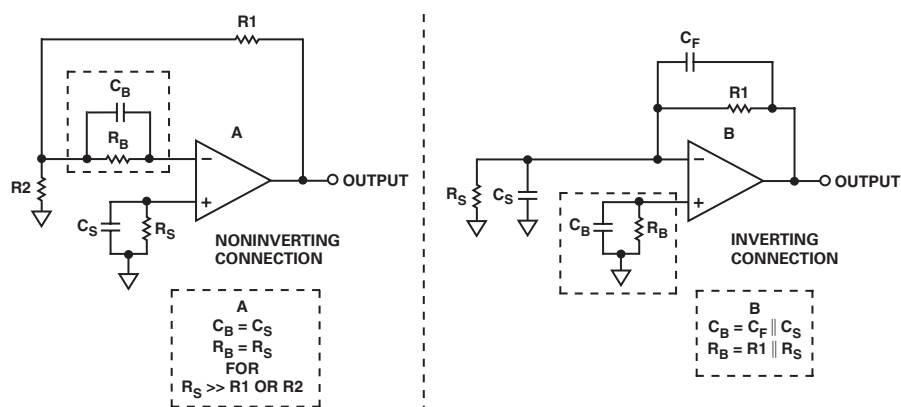 R1
C_B
R_B
A
−
+
R2
C_S
R_S
OUTPUT
NONINVERTING
CONNECTION
A
C_B = C_S
R_B = R_S
FOR
R_S >> R1 OR R2
C_F
R1
B
−
+
R_S
C_S
C_B
R_B
OUTPUT
INVERTING
CONNECTION
B
C_B = C_F || C_S
R_B = R1 || R_S